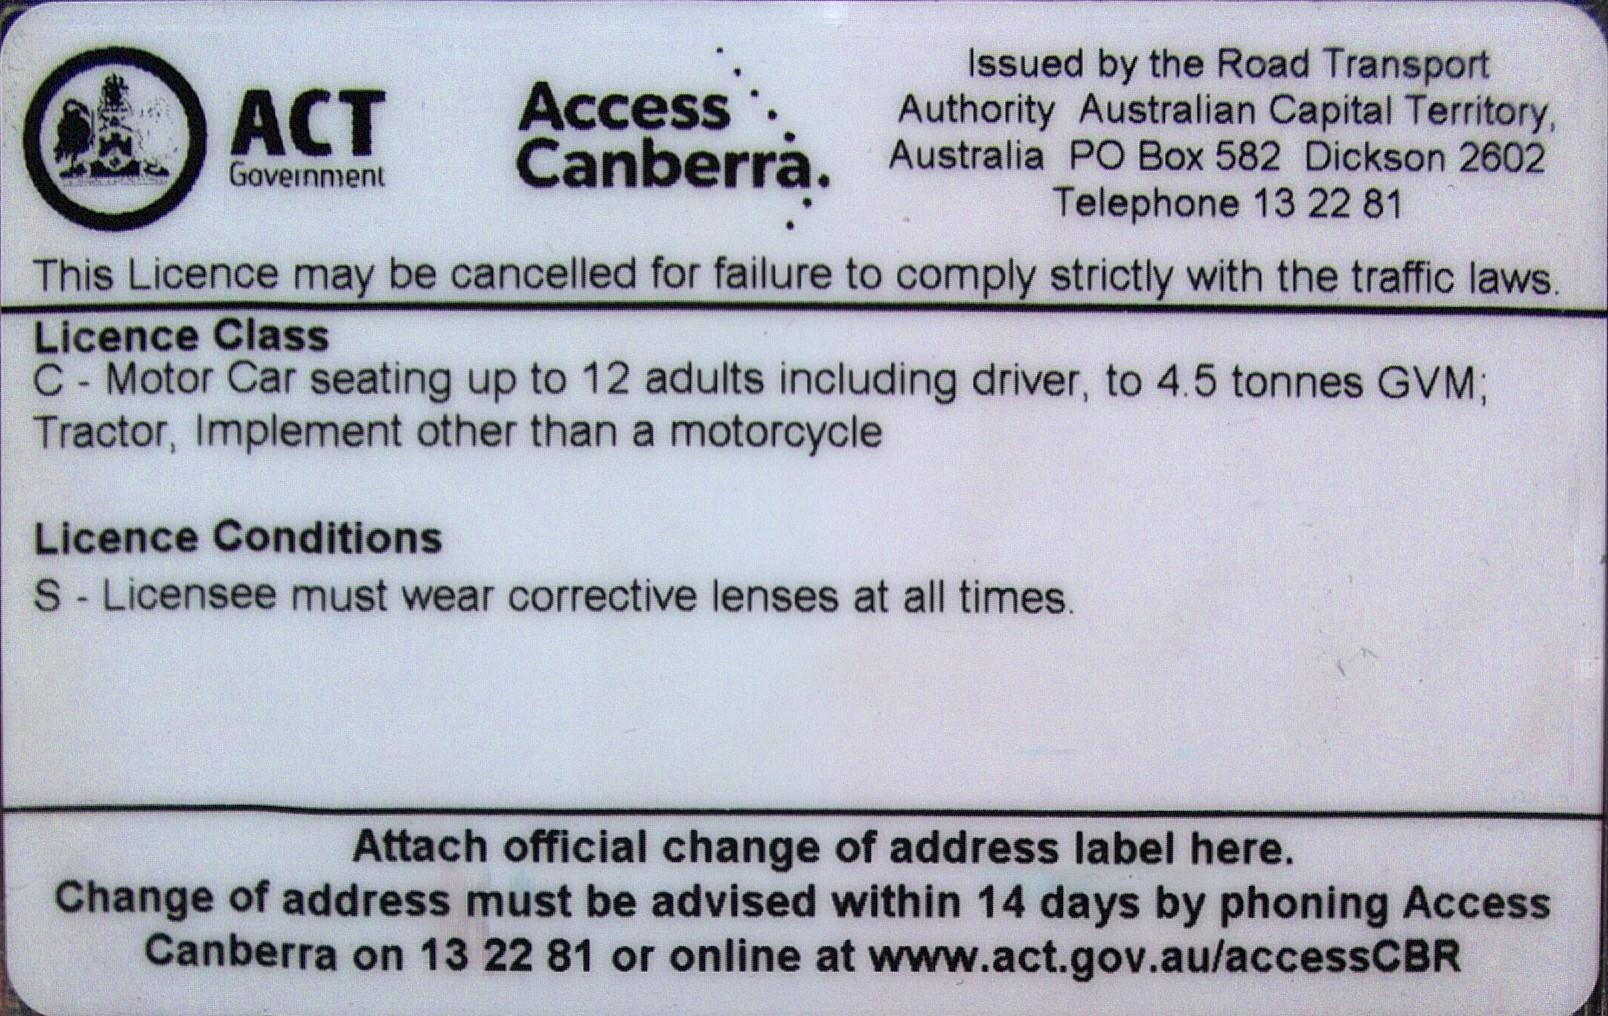 ACT
Government
Access
Canberra.
Issued by the Road Transport
Authority Australian Capital Territory,
Australia PO Box 582 Dickson 2602
Telephone 13 22 81
This Licence may be cancelled for failure to comply strictly with the traffic laws.
Licence Class
C - Motor Car seating up to 12 adults including driver, to 4.5 tonnes GVM;
Tractor, Implement other than a motorcycle
Licence Conditions
S - Licensee must wear corrective lenses at all times.
Attach official change of address label here.
Change of address must be advised within 14 days by phoning Access
Canberra on 13 22 81 or online at www.act.gov.au/accessCBR